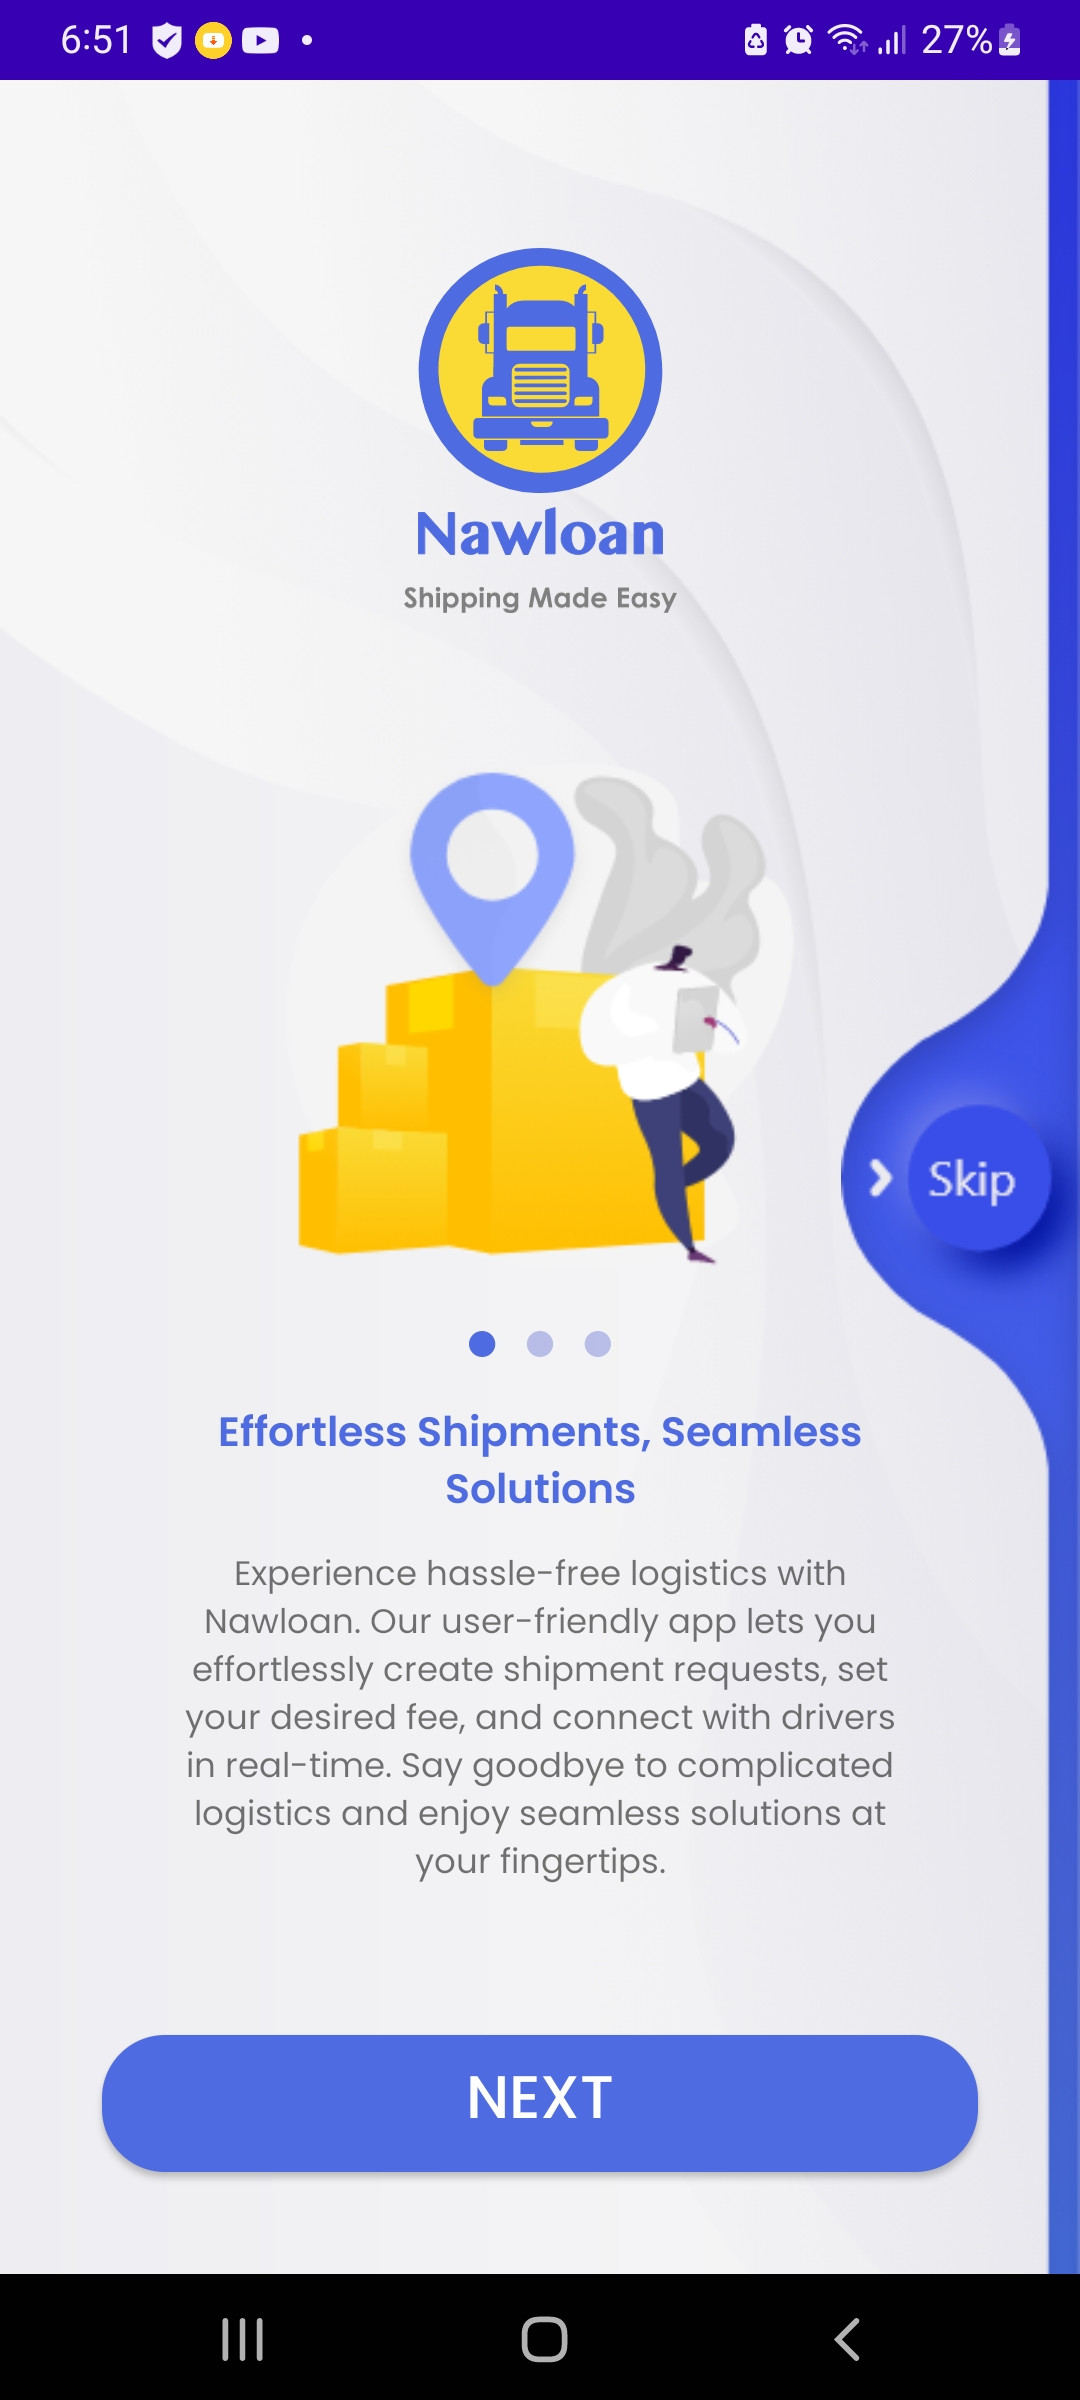 6:51
27%
Nawloan
Shipping Made Easy
Skip
Effortless Shipments, Seamless
Solutions
Experience hassle-free logistics with
Nawloan. Our user-friendly app lets you
effortlessly create shipment requests, set
your desired fee, and connect with drivers
in real-time. Say goodbye to complicated
logistics and enjoy seamless solutions at
your fingertips.
NEXT